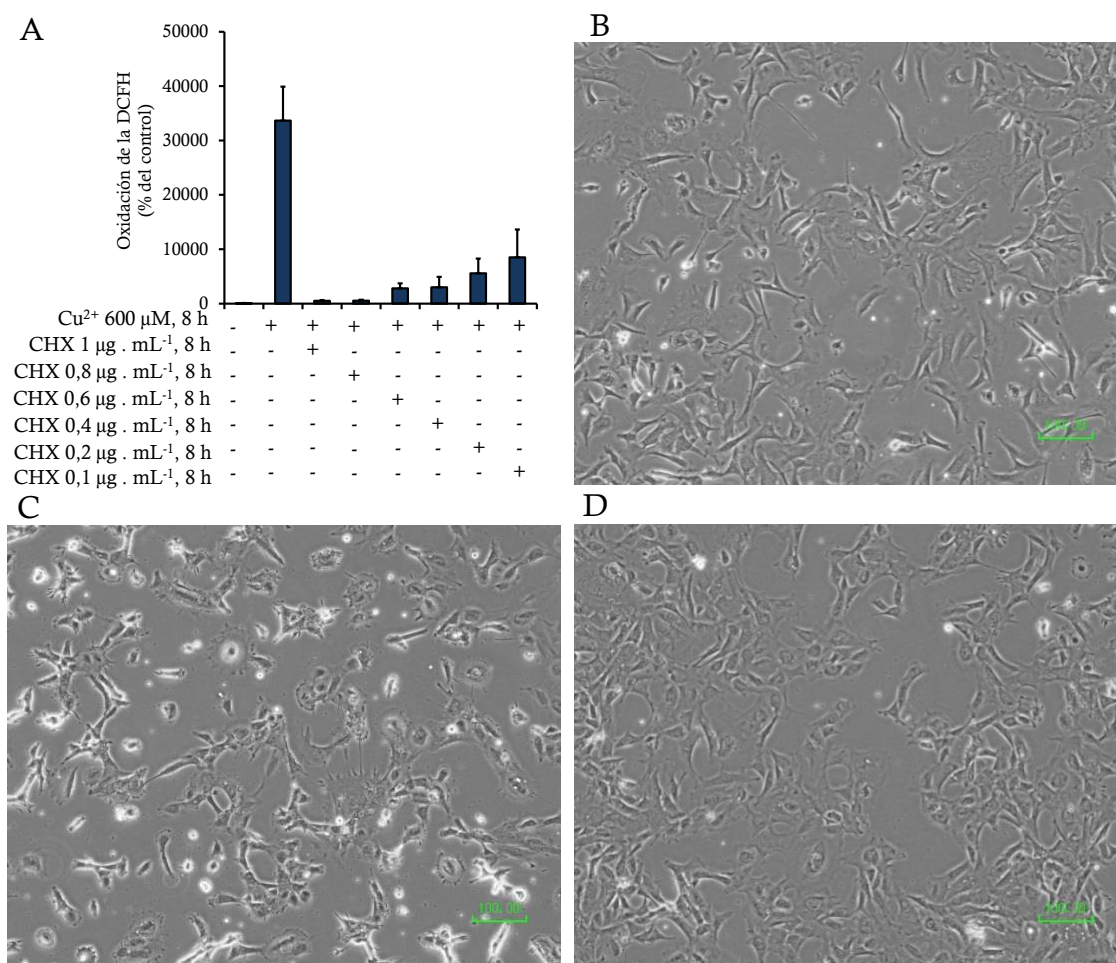 A
B
50000
40000
30000
20000
10000
0
Oxidación de la DCFH
(% del control)
Cu²⁺ 600 µM, 8 h - + + + + + + +
CHX 1 µg . mL⁻¹, 8 h - - + - - - - -
CHX 0,8 µg . mL⁻¹, 8 h - - - + - - - -
CHX 0,6 µg . mL⁻¹, 8 h - - - - + - - -
CHX 0,4 µg . mL⁻¹, 8 h - - - - - + - -
CHX 0,2 µg . mL⁻¹, 8 h - - - - - - + -
CHX 0,1 µg . mL⁻¹, 8 h - - - - - - - +
C
D